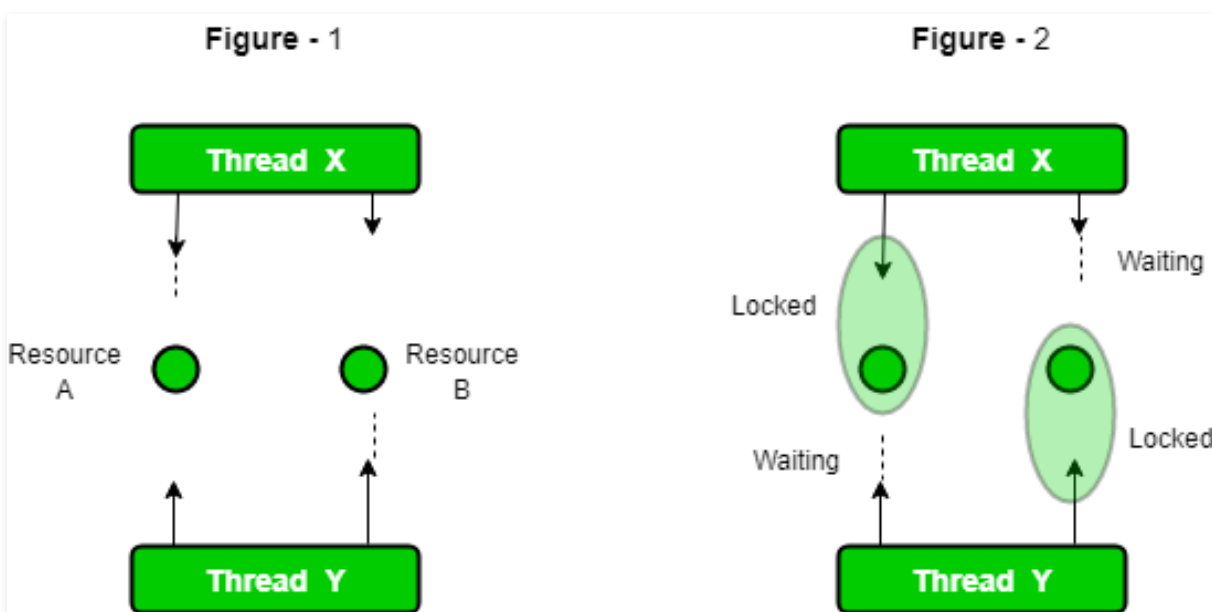 Figure - 1
Thread X
Resource
A
Resource
B
Thread Y
Figure - 2
Thread X
Waiting
Locked
Waiting
Locked
Thread Y